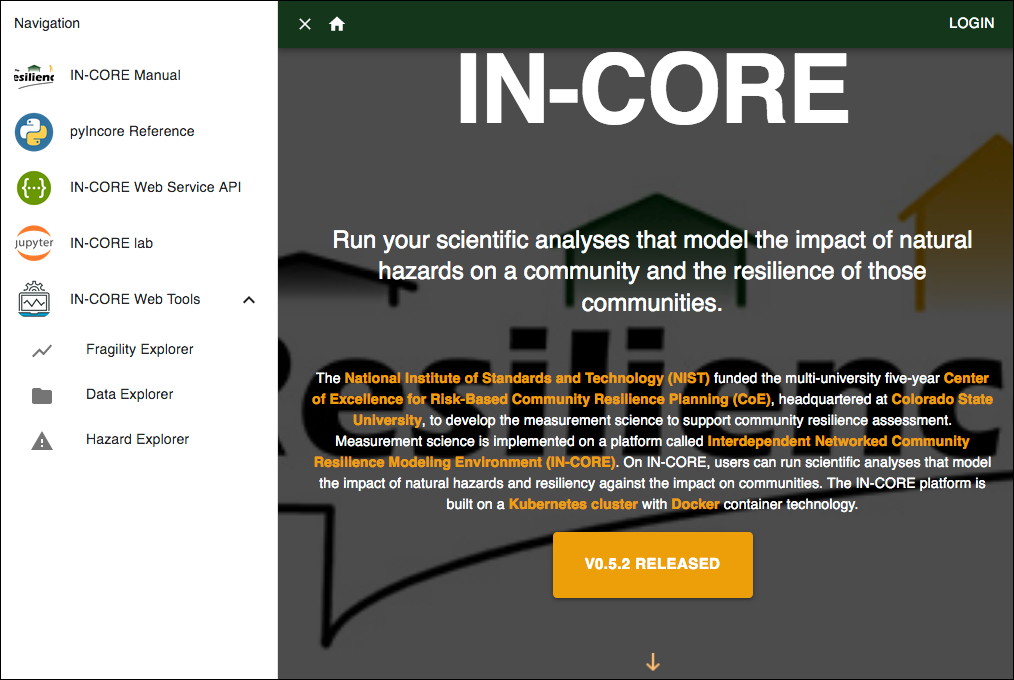 Navigation
LOGIN
esilienc
IN-CORE Manual
pyIncore Reference
{...}
IN-CORE Web Service API
jupyter
IN-CORE lab
IN-CORE Web Tools
Fragility Explorer
Data Explorer
Hazard Explorer
IN-CORE
Run your scientific analyses that model the impact of natural
hazards on a community and the resilience of those
communities.
Resilienc
The National Institute of Standards and Technology (NIST) funded the multi-university five-year Center
of Excellence for Risk-Based Community Resilience Planning (CoE), headquartered at Colorado State
University, to develop the measurement science to support community resilience assessment.
Measurement science is implemented on a platform called Interdependent Networked Community
Resilience Modeling Environment (IN-CORE). On IN-CORE, users can run scientific analyses that model
the impact of natural hazards and resiliency against the impact on communities. The IN-CORE platform is
built on a Kubernetes cluster with Docker container technology.
V0.5.2 RELEASED